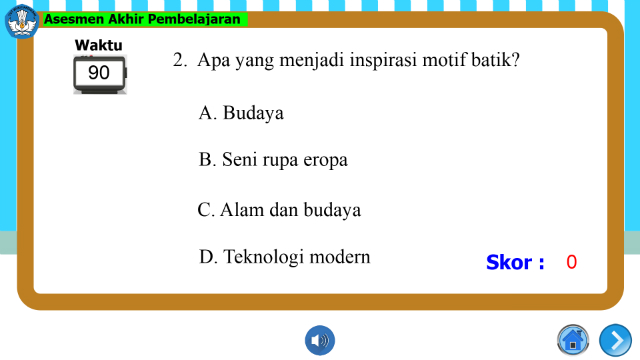 Asesmen Akhir Pembelajaran
Waktu
90
2. Apa yang menjadi inspirasi motif batik?
A. Budaya
B. Seni rupa eropa
C. Alam dan budaya
D. Teknologi modern
Skor : 0